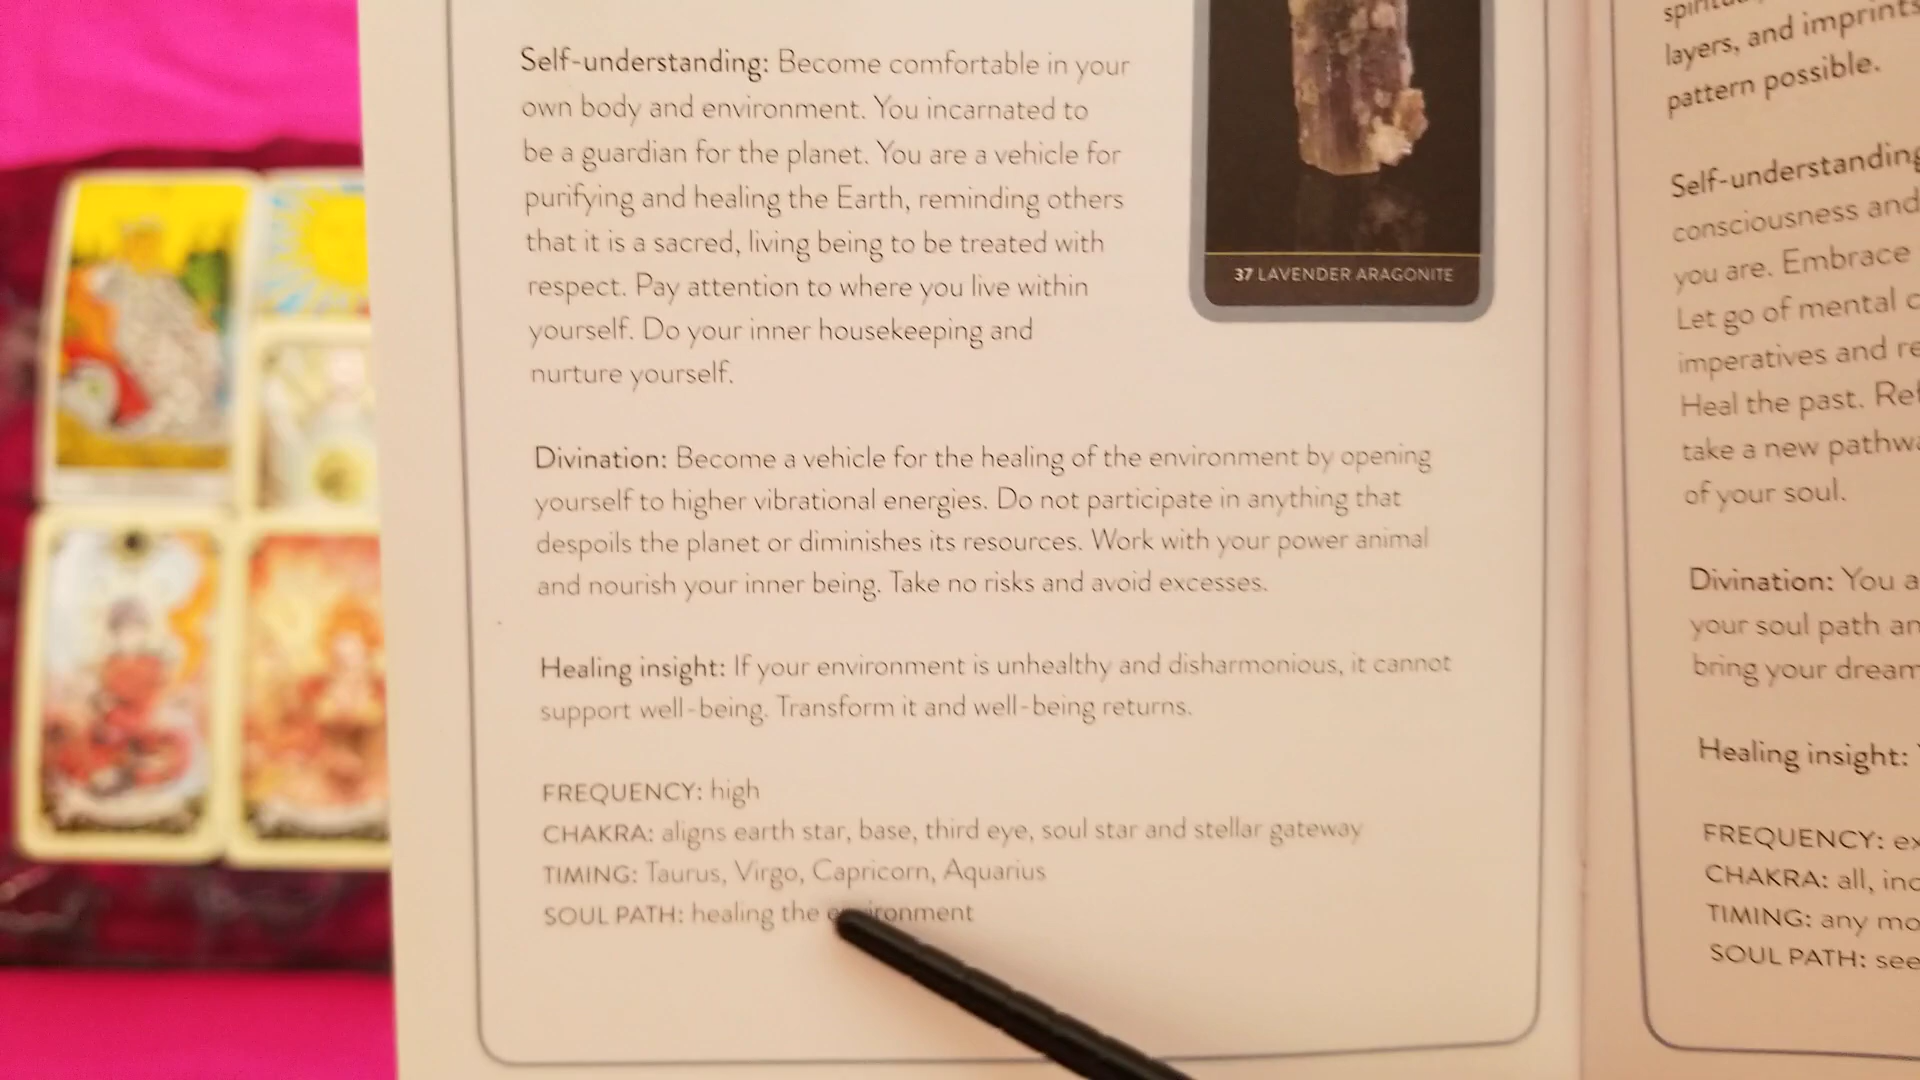 Self-understanding: Become comfortable in your
own body and environment. You incarnated to
be a guardian for the planet. You are a vehicle for
purifying and healing the Earth, reminding others
that it is a sacred, living being to be treated with
respect. Pay attention to where you live within
yourself. Do your inner housekeeping and
nurture yourself.
37 LAVENDER ARAGONITE
Divination: Become a vehicle for the healing of the environment by opening
yourself to higher vibrational energies. Do not participate in anything that
despoils the planet or diminishes its resources. Work with your power animal
and nourish your inner being. Take no risks and avoid excesses.
Healing insight: If your environment is unhealthy and disharmonious, it cannot
support well-being. Transform it and well-being returns.
FREQUENCY: high
CHAKRA: aligns earth star, base, third eye, soul star and stellar gateway
TIMING: Taurus, Virgo, Capricorn, Aquarius
SOUL PATH: healing the environment
layers, and imprints
pattern possible.
Self-understanding
consciousness and
you are. Embrace
Let go of mental
imperatives and
Heal the past.
take a new
of your soul.
Divination: You
your soul path
bring your
Healing insight:
FREQUENCY:
CHAKRA: all,
TIMING: any
SOUL PATH: